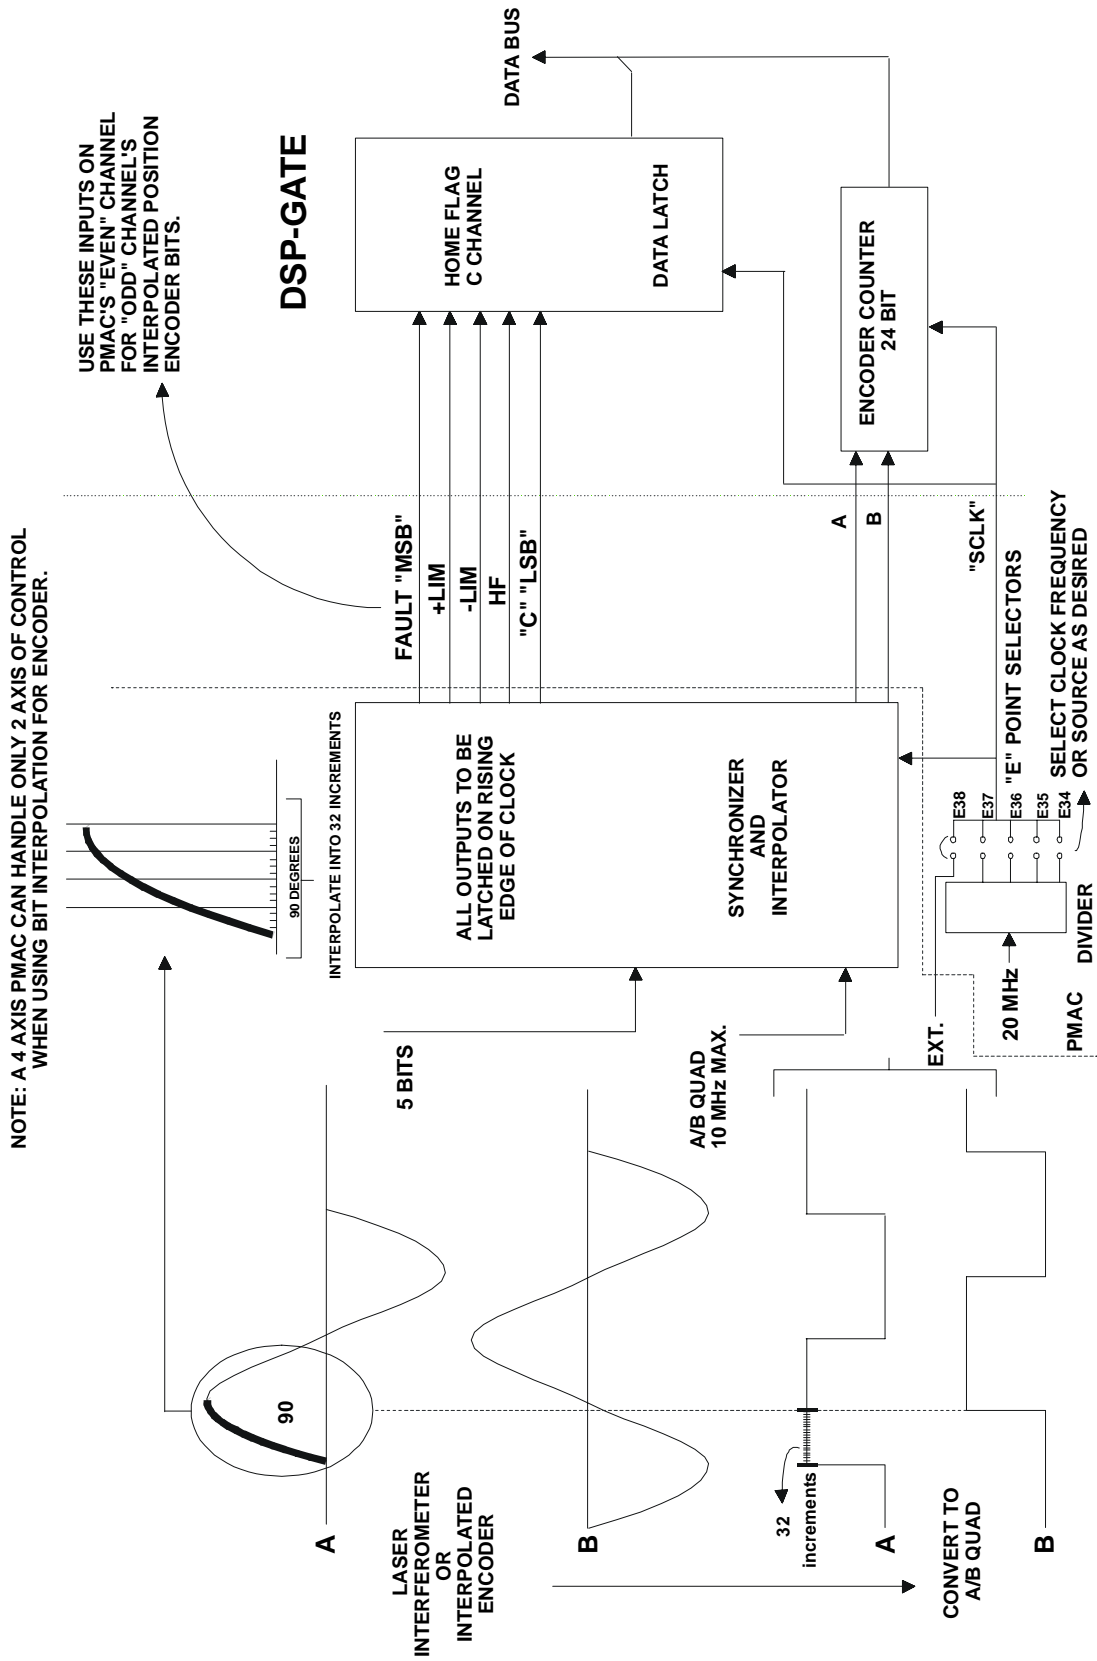 NOTE: A 4 AXIS PMAC CAN HANDLE ONLY 2 AXIS OF CONTROL
WHEN USING BIT INTERPOLATION FOR ENCODER.
USE THESE INPUTS ON
PMAC'S "EVEN" CHANNEL
FOR "ODD" CHANNEL'S
INTERPOLATED POSITION
ENCODER BITS.
90 DEGREES
INTERPOLATE INTO 32 INCREMENTS
DSP-GATE
DATA BUS
A
90
LASER
INTERFEROMETER
OR
INTERPOLATED
ENCODER
B
5 BITS
A/B QUAD
10 MHz MAX.
ALL OUTPUTS TO BE
LATCHED ON RISING
EDGE OF CLOCK
SYNCHRONIZER
AND
INTERPOLATOR
FAULT "MSB"
+LIM
-LIM
HF
"C" "LSB"
HOME FLAG
C CHANNEL
DATA LATCH
A
B
ENCODER COUNTER
24 BIT
32
increments
A
CONVERT TO
A/B QUAD
B
EXT.
20 MHz
PMAC
DIVIDER
E38
E37
E36
E35
E34
"SCLK"
"E" POINT SELECTORS
SELECT CLOCK FREQUENCY
OR SOURCE AS DESIRED